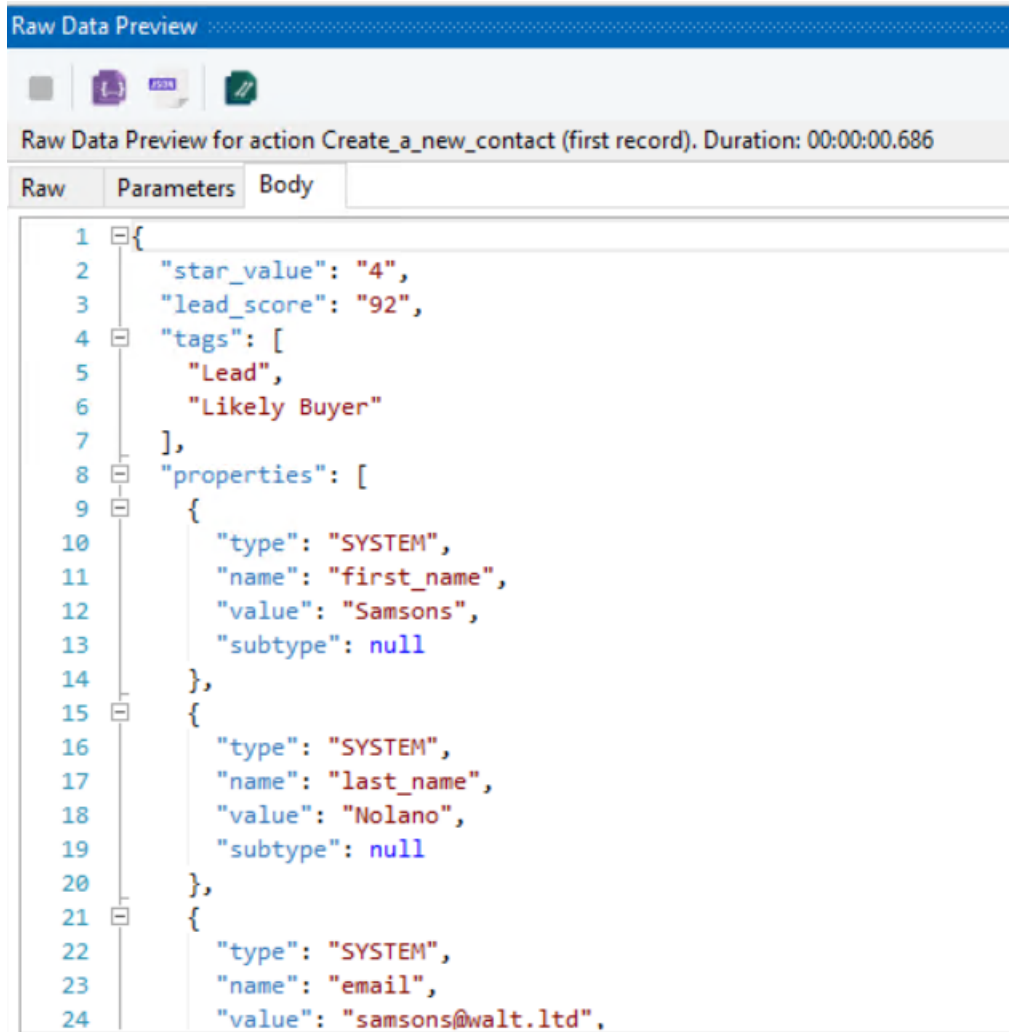 Raw Data Preview
JSON
Raw Data Preview for action Create_a_new_contact (first record). Duration: 00:00:00.686
Raw Parameters Body
1 {
2 "star_value": "4",
3 "lead_score": "92",
4 "tags": [
5 "Lead",
6 "Likely Buyer"
7 ],
8 "properties": [
9 {
10 "type": "SYSTEM",
11 "name": "first_name",
12 "value": "Samsons",
13 "subtype": null
14 },
15 {
16 "type": "SYSTEM",
17 "name": "last_name",
18 "value": "Nolano",
19 "subtype": null
20 },
21 {
22 "type": "SYSTEM",
23 "name": "email",
24 "value": "samsons@walt.ltd",